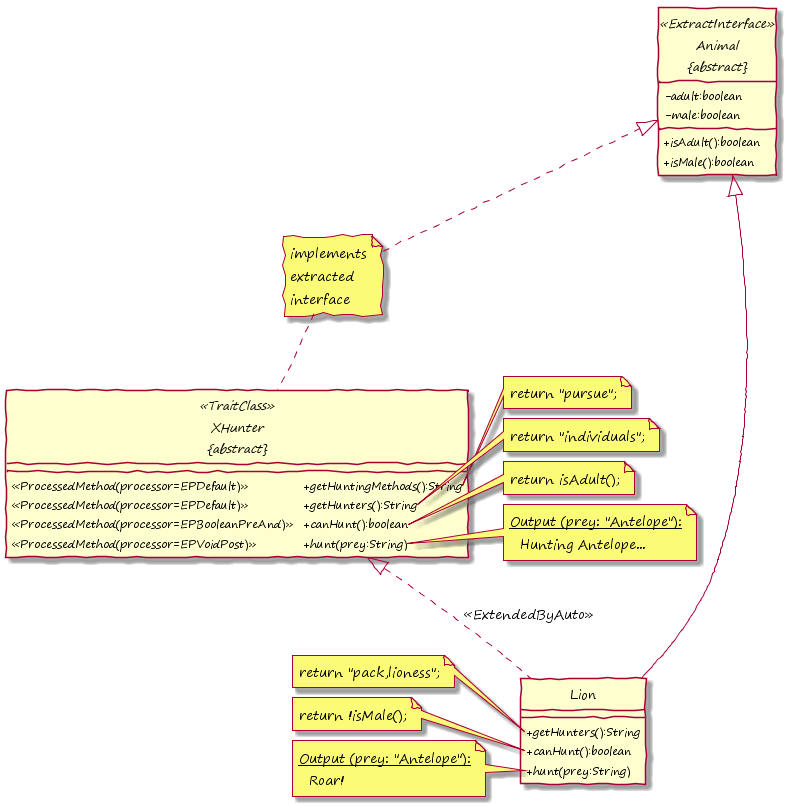 «ExtractInterface»
Animal
{abstract}
-adult:boolean
-male:boolean
+isAdult():boolean
+isMale():boolean
implements
extracted
interface
«TraitClass»
XHunter
{abstract}
«ProcessedMethod(processor=EPDefault)» +getHuntingMethods():String
«ProcessedMethod(processor=EPDefault)» +getHunters():String
«ProcessedMethod(processor=EPBooleanPreAnd)» +canHunt():boolean
«ProcessedMethod(processor=EPVoidPost)» +hunt(prey:String)
return "pursue";
return "individuals";
return isAdult();
Output (prey: "Antelope"):
Hunting Antelope...
«ExtendedByAuto»
return "pack,lioness";
return !isMale();
Output (prey: "Antelope"):
Roar!
Lion
+getHunters():String
+canHunt():boolean
+hunt(prey:String)